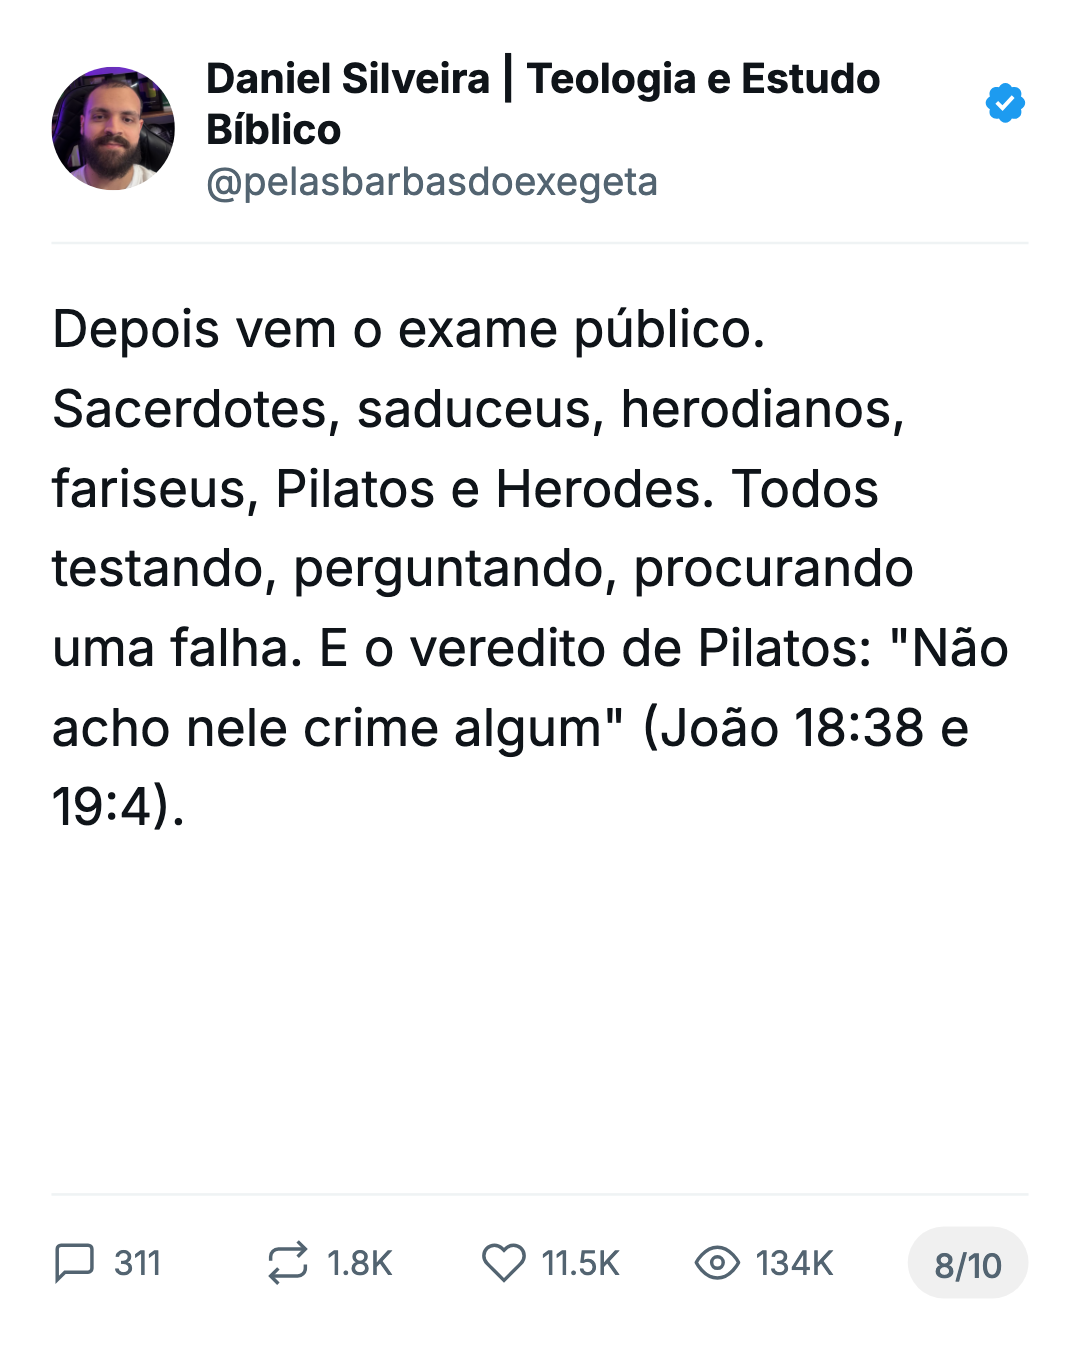 Daniel Silveira | Teologia e Estudo
Bíblico
@pelasbarbasdoexegeta
Depois vem o exame público.
Sacerdotes, saduceus, herodianos,
fariseus, Pilatos e Herodes. Todos
testando, perguntando, procurando
uma falha. E o veredito de Pilatos: "Não
acho nele crime algum" (João 18:38 e
19:4).
311 1.8K 11.5K 134K 8/10